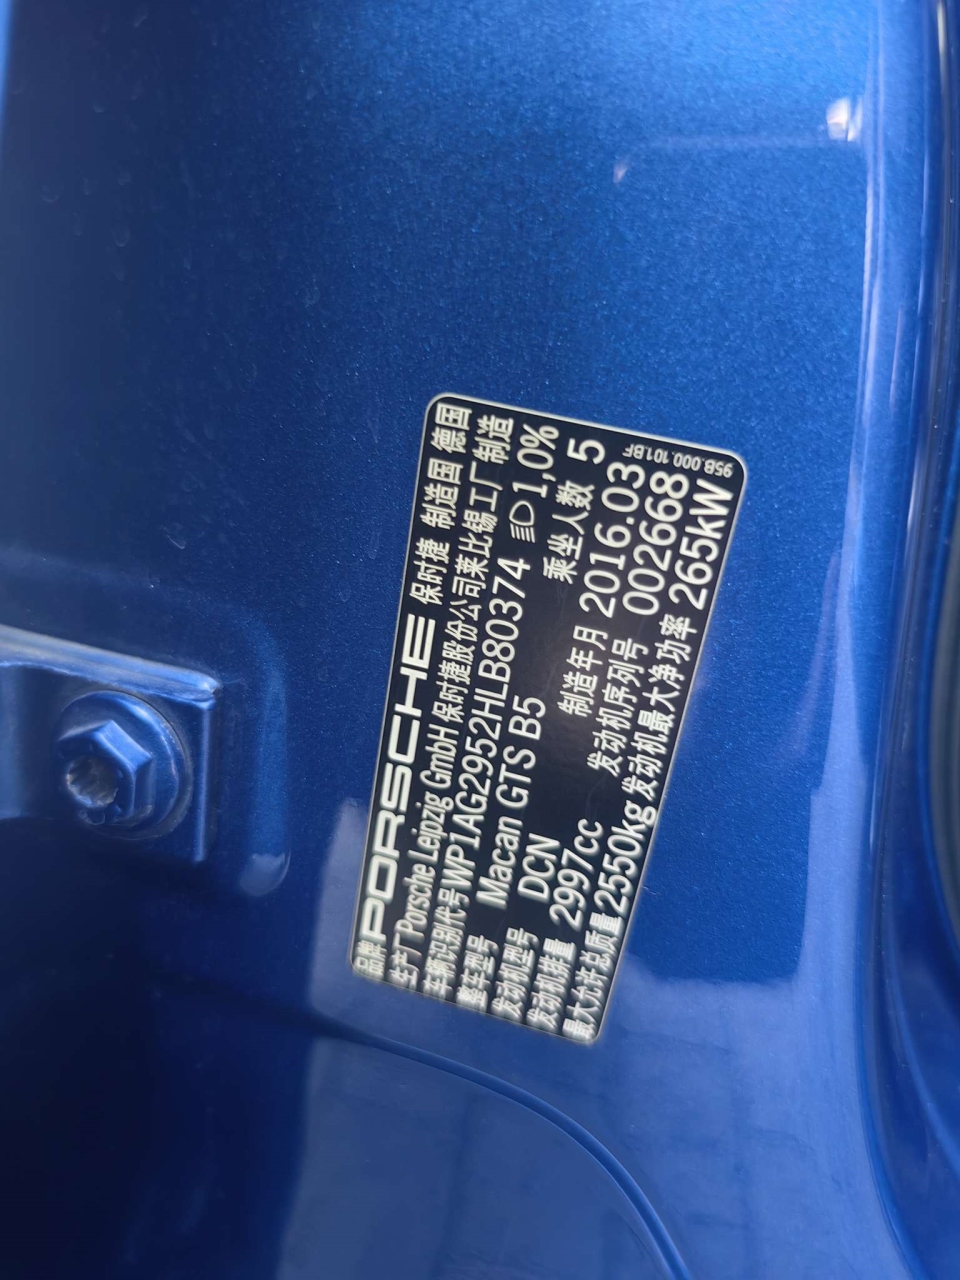 品牌 PORSCHE 保时捷 制造国 德国
生产厂 Porsche Leipzig GmbH 保时捷股份公司莱比锡工厂 制造
车辆识别代号 WP1AG2952HLB80374 1,0%
整车型号 Macan GTS B5 乘坐人数 5
发动机型号 DCN 制造年月 2016.03
发动机排量 2997cc 发动机序列号 002668
最大允许总质量 2550kg 发动机最大净功率 265kW
95B.000.101.BF